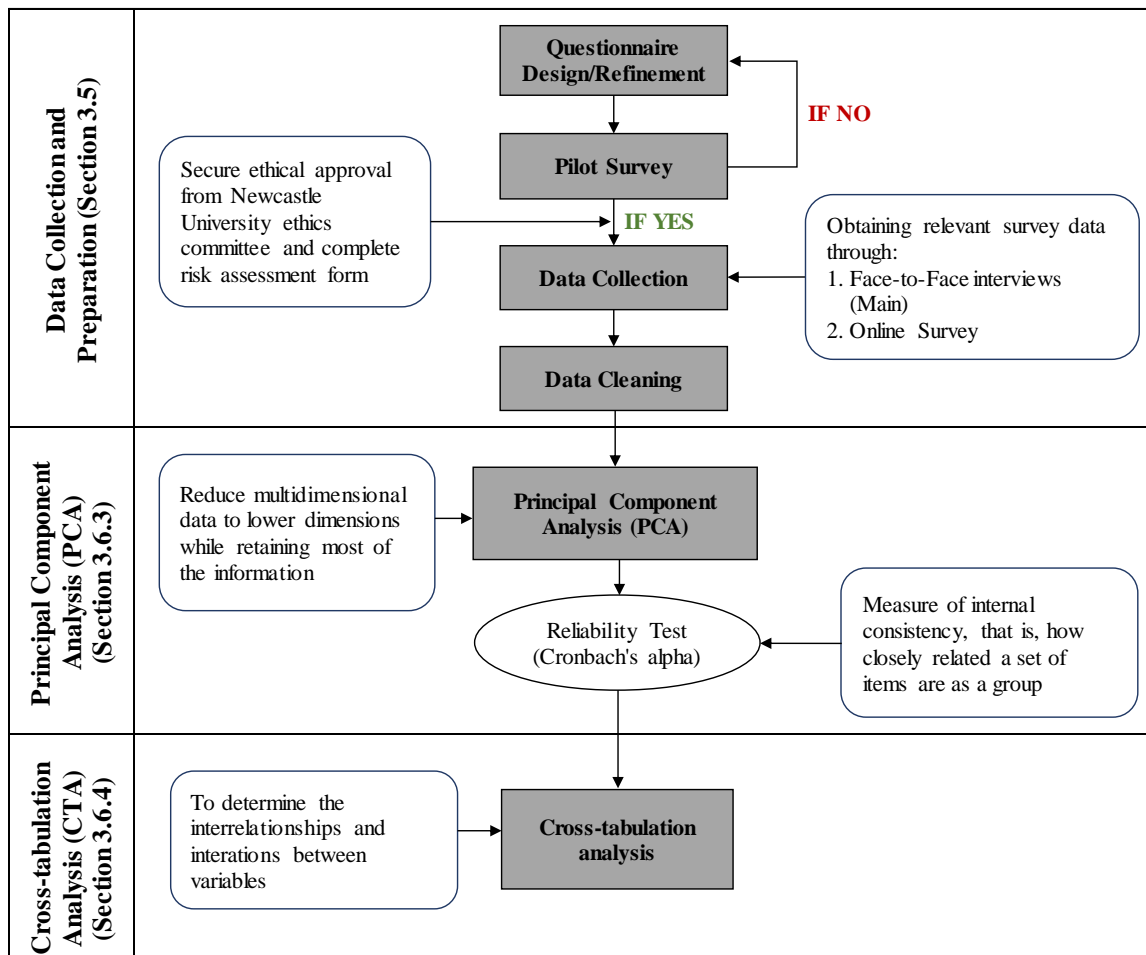 Data Collection and
Preparation (Section 3.5)
Questionnaire
Design/Refinement
IF NO
Pilot Survey
Secure ethical approval
from Newcastle
University ethics
committee and complete
risk assessment form
IF YES
Obtaining relevant survey data
through:
1. Face-to-Face interviews
(Main)
2. Online Survey
Data Collection
Data Cleaning
Principal Component
Analysis (PCA)
(Section 3.6.3)
Reduce multidimensional
data to lower dimensions
while retaining most of
the information
Principal Component
Analysis (PCA)
Reliability Test
(Cronbach's alpha)
Measure of internal
consistency, that is, how
closely related a set of
items are as a group
Cross-tabulation
Analysis (CTA)
(Section 3.6.4)
To determine the
interrelationships and
interations between
variables
Cross-tabulation
analysis